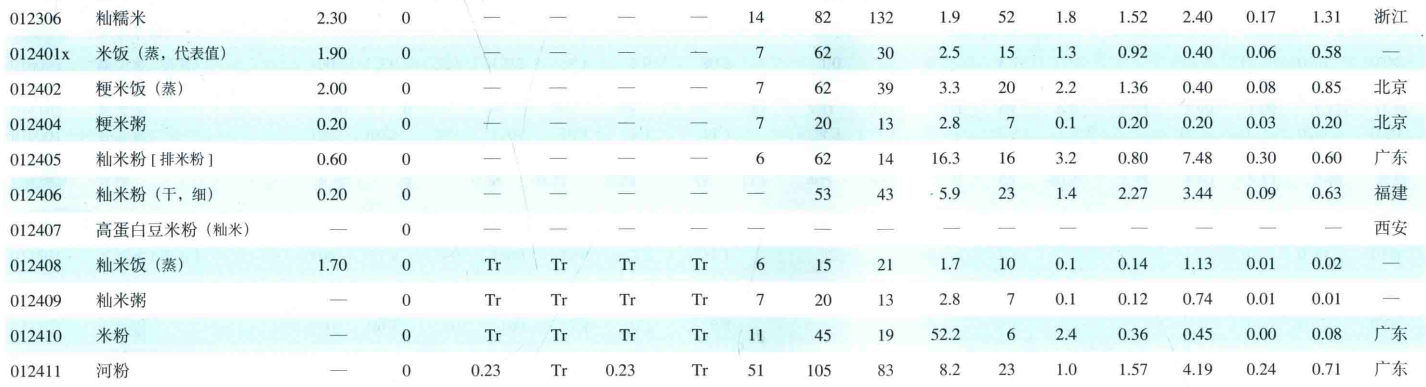 012306 籼糯米 2.30 0 — — — — 14 82 132 1.9 52 1.8 1.52 2.40 0.17 1.31 浙江
012401x 米饭（蒸，代表值） 1.90 0 — — — — 7 62 30 2.5 15 1.3 0.92 0.40 0.06 0.58 —
012402 粳米饭（蒸） 2.00 0 — — — — 7 62 39 3.3 20 2.2 1.36 0.40 0.08 0.85 北京
012404 粳米粥 0.20 0 — — — — 7 20 13 2.8 7 0.1 0.20 0.20 0.03 0.20 北京
012405 籼米粉 [ 排米粉 ] 0.60 0 — — — — 6 62 14 16.3 16 3.2 0.80 7.48 0.30 0.60 广东
012406 籼米粉（干，细） 0.20 0 — — — — — 53 43 5.9 23 1.4 2.27 3.44 0.09 0.63 福建
012407 高蛋白豆米粉（籼米） — 0 — — — — — — — — — — — — — — 西安
012408 籼米饭（蒸） 1.70 0 Tr Tr Tr Tr 6 15 21 1.7 10 0.1 0.14 1.13 0.01 0.02 —
012409 籼米粥 — 0 Tr Tr Tr Tr 7 20 13 2.8 7 0.1 0.12 0.74 0.01 0.01 —
012410 米粉 — 0 Tr Tr Tr Tr 11 45 19 52.2 6 2.4 0.36 0.45 0.00 0.08 广东
012411 河粉 — 0 0.23 Tr 0.23 Tr 51 105 83 8.2 23 1.0 1.57 4.19 0.24 0.71 广东